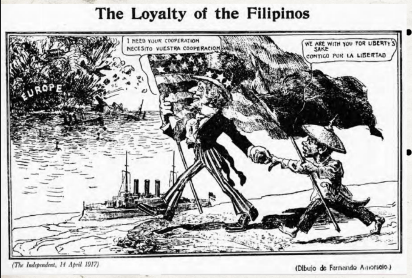 The Loyalty of the Filipinos
I NEED YOUR COOPERATION
NECESITO VUESTRA COOPERACION
WE ARE WITH YOU FOR LIBERTY'S
SAKE
CONTIGO POR LA LIBERTAD
EUROPE
(The Independent, 14 April 1917)
(Dibujo de Fernando Amorsolo.)